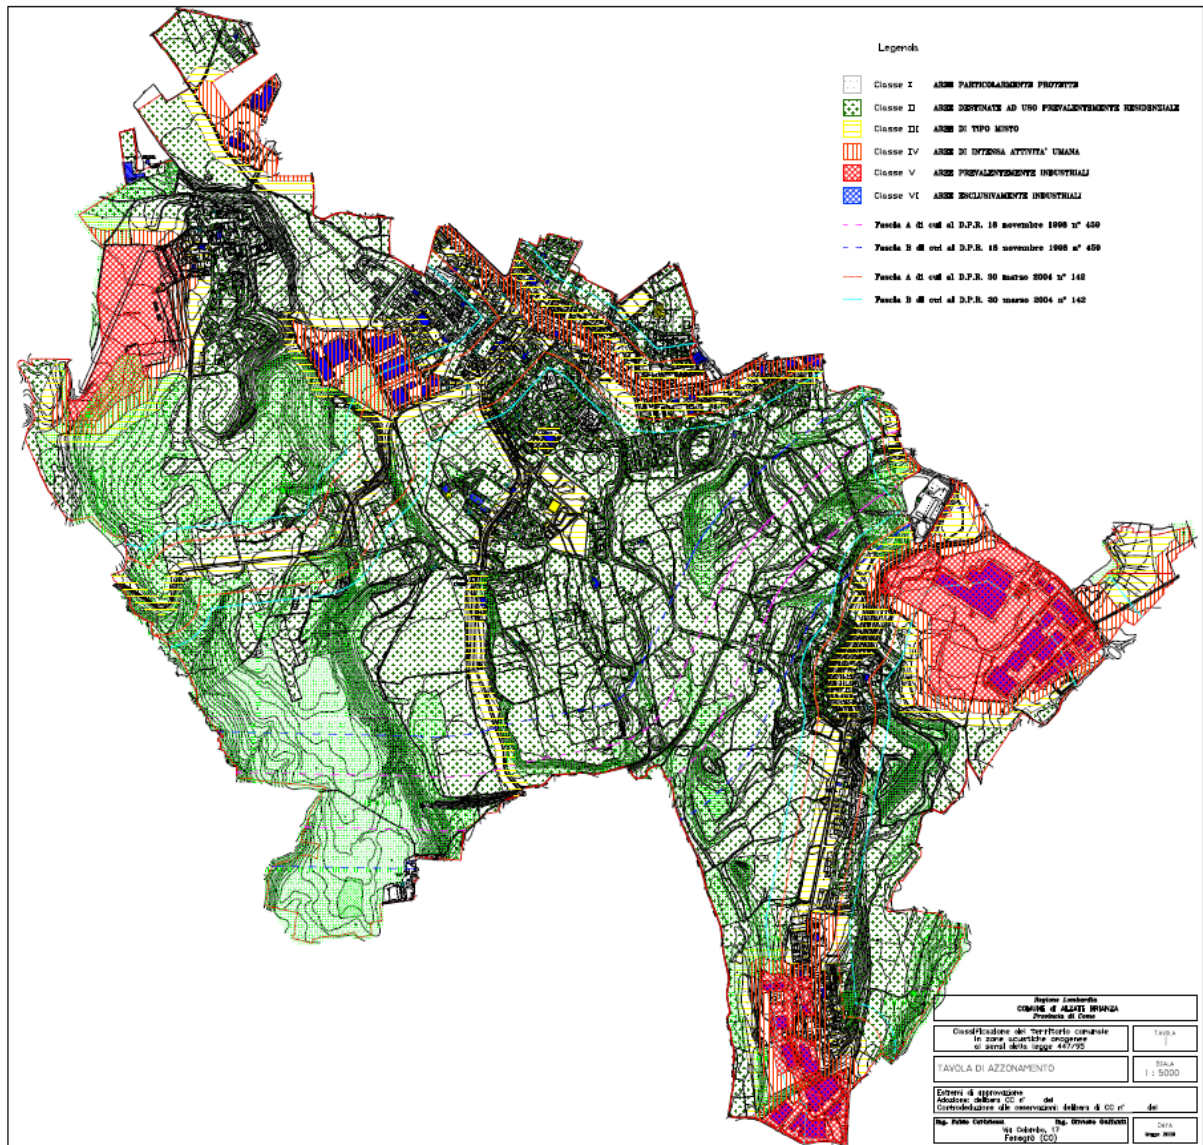 Legenda
Classe I AREE PARTICOLARMENTE PROTETTE
Classe II AREE DESTINATE AD USO PREVALENTEMENTE RESIDENZIALE
Classe III AREE DI TIPO MISTO
Classe IV AREE DI INTENSA ATTIVITA' UMANA
Classe V AREE PREVALENTEMENTE INDUSTRIALI
Classe VI AREE ESCLUSIVAMENTE INDUSTRIALI
Fascia A di cui al D.P.R. 18 novembre 1998 n° 459
Fascia B di cui al D.P.R. 18 novembre 1998 n° 459
Fascia A di cui al D.P.R. 30 marzo 2004 n° 142
Fascia B di cui al D.P.R. 30 marzo 2004 n° 142
Regione Lombardia
COMUNE di ALZATE BRIANZA
Provincia di Como
Classificazione del territorio comunale
in zone acustiche omogenee
ai sensi della legge 447/95
TAVOLA
TAVOLA DI AZZONAMENTO
SCALA
1 : 5000
Estremi di approvazione
Adozione: delibera CC n° del
Controdeduzione alle osservazioni: delibera di CC n° del
Ing. Ing.
Via Colombo, 17
Fenegrò (CO)
DATA